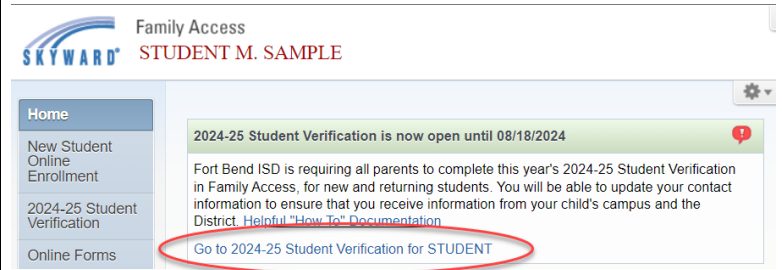 Family Access
SKYWARD®
STUDENT M. SAMPLE
Home
New Student
Online
Enrollment
2024-25 Student
Verification
Online Forms
2024-25 Student Verification is now open until 08/18/2024
Fort Bend ISD is requiring all parents to complete this year's 2024-25 Student Verification
in Family Access, for new and returning students. You will be able to update your contact
information to ensure that you receive information from your child's campus and the
District. Helpful "How To" Documentation
Go to 2024-25 Student Verification for STUDENT